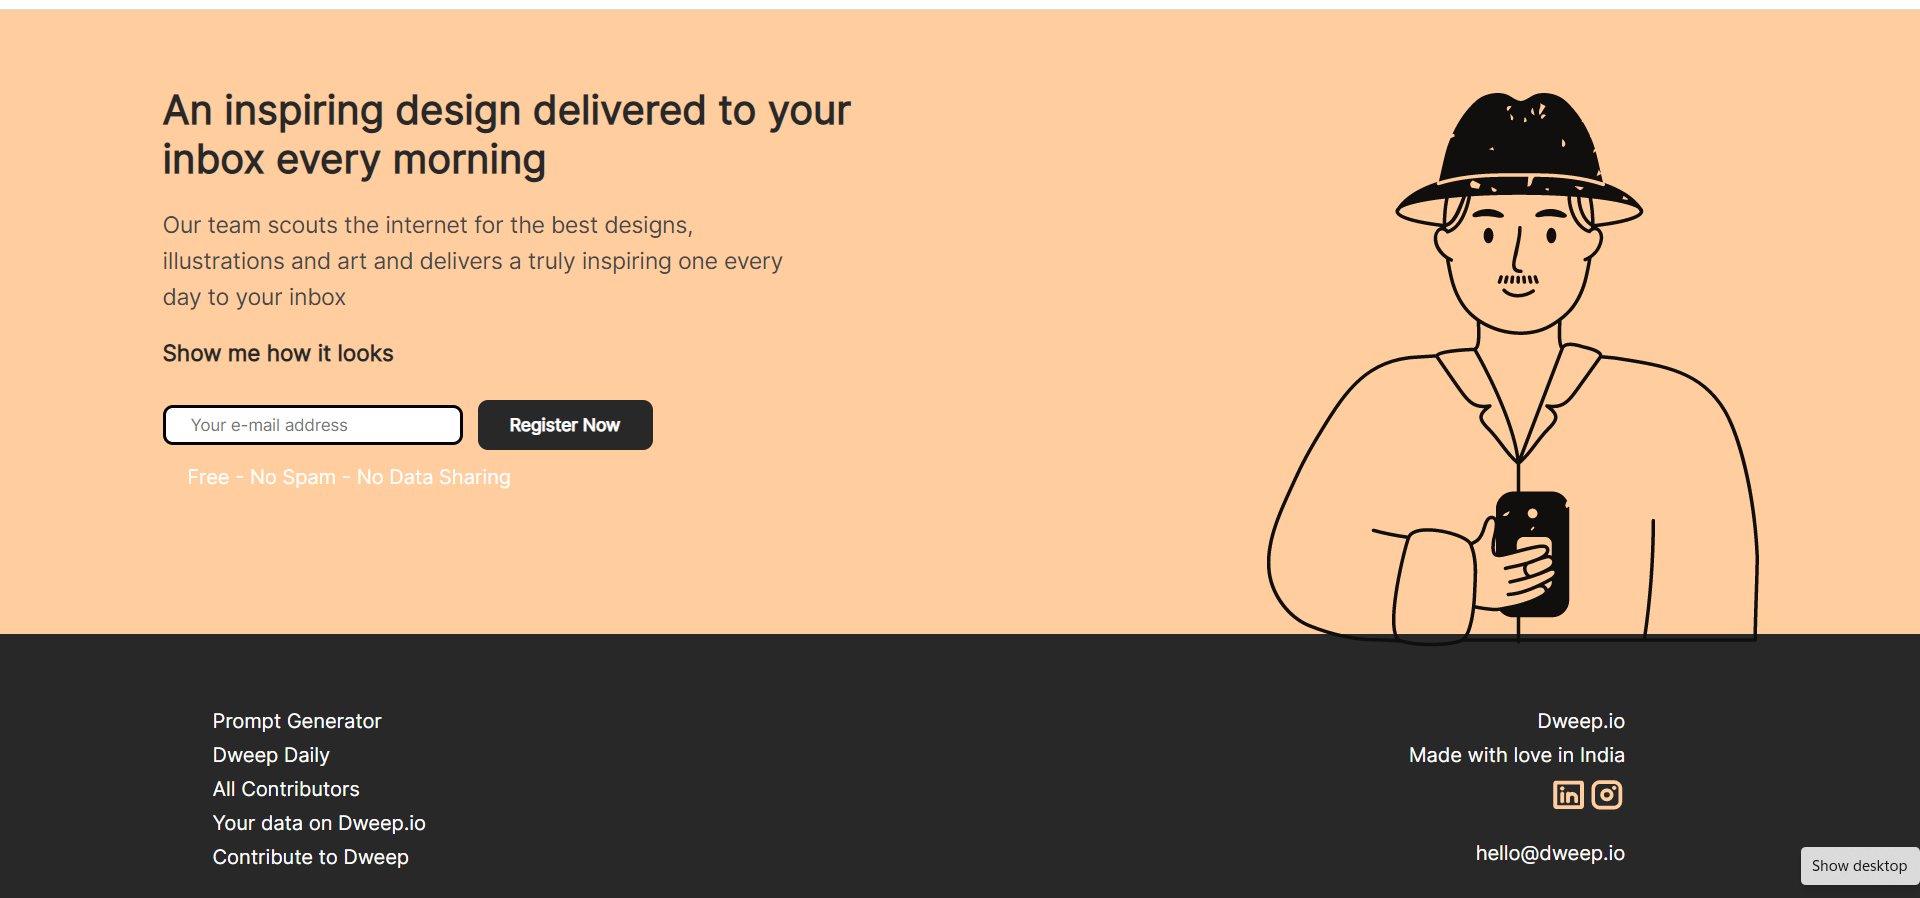 An inspiring design delivered to your
inbox every morning
Our team scouts the internet for the best designs,
illustrations and art and delivers a truly inspiring one every
day to your inbox
Show me how it looks
Your e-mail address
Register Now
Free - No Spam - No Data Sharing
Prompt Generator
Dweep Daily
All Contributors
Your data on Dweep.io
Contribute to Dweep
Dweep.io
Made with love in India
in
hello@dweep.io
Show desktop